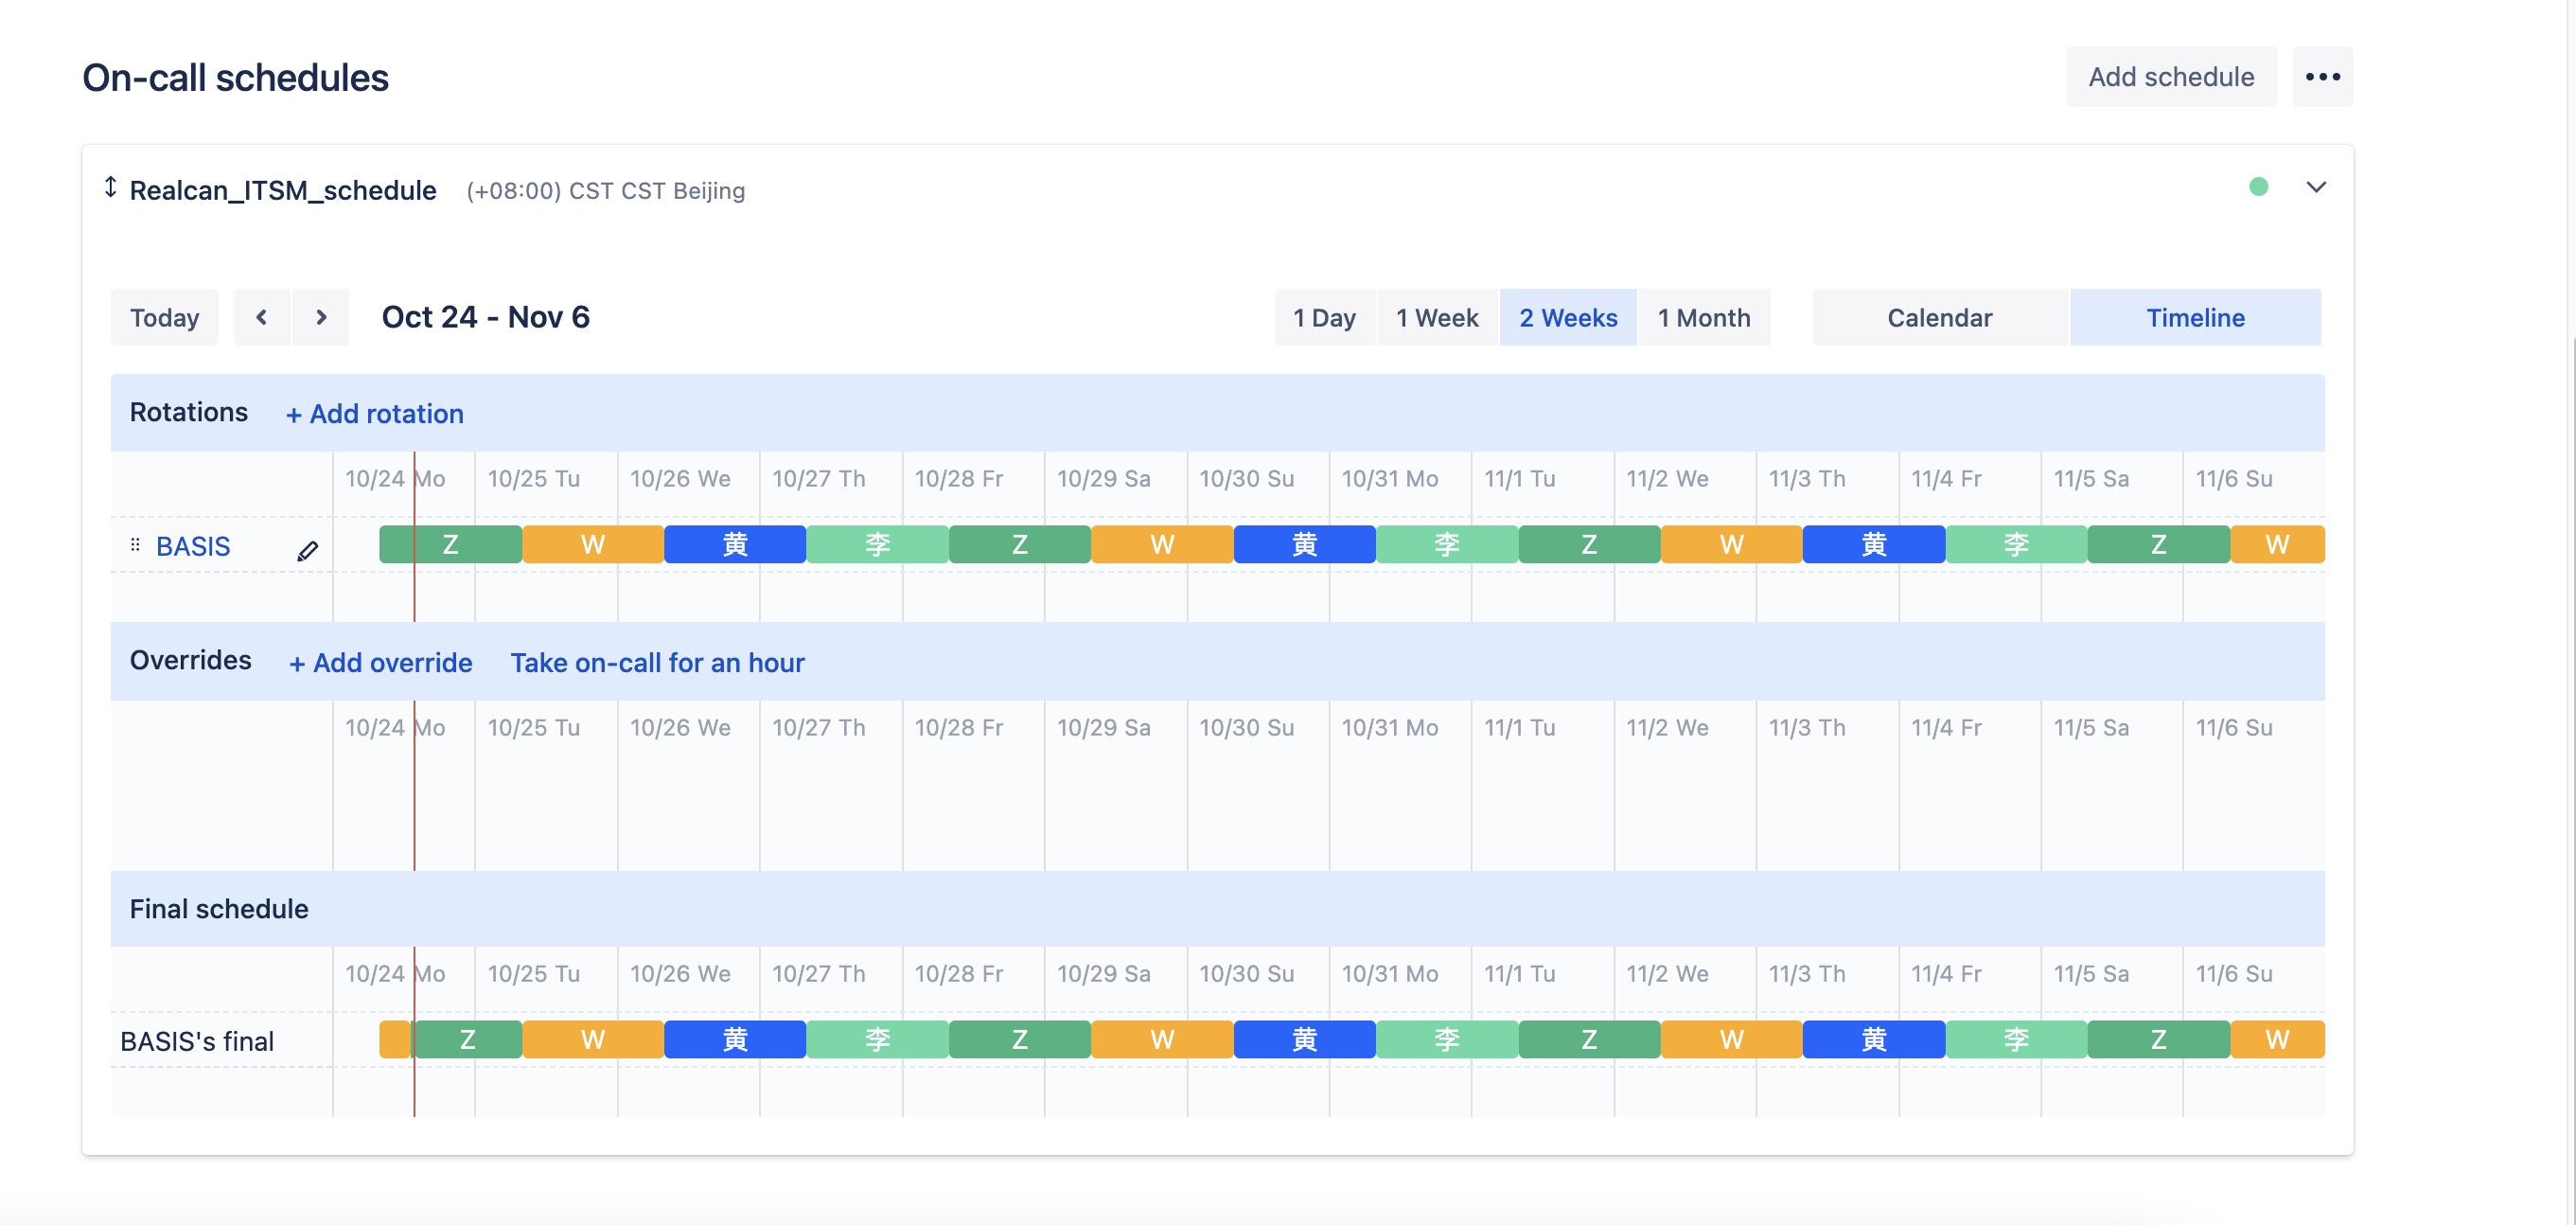 On-call schedules
Add schedule
Realcan_ITSM_schedule (+08:00) CST CST Beijing
Today Oct 24 - Nov 6 1 Day 1 Week 2 Weeks 1 Month Calendar Timeline
Rotations + Add rotation
10/24 Mo 10/25 Tu 10/26 We 10/27 Th 10/28 Fr 10/29 Sa 10/30 Su 10/31 Mo 11/1 Tu 11/2 We 11/3 Th 11/4 Fr 11/5 Sa 11/6 Su
BASIS Z W 黄 李 Z W 黄 李 Z W 黄 李 Z W
Overrides + Add override Take on-call for an hour
10/24 Mo 10/25 Tu 10/26 We 10/27 Th 10/28 Fr 10/29 Sa 10/30 Su 10/31 Mo 11/1 Tu 11/2 We 11/3 Th 11/4 Fr 11/5 Sa 11/6 Su
Final schedule
10/24 Mo 10/25 Tu 10/26 We 10/27 Th 10/28 Fr 10/29 Sa 10/30 Su 10/31 Mo 11/1 Tu 11/2 We 11/3 Th 11/4 Fr 11/5 Sa 11/6 Su
BASIS's final Z W 黄 李 Z W 黄 李 Z W 黄 李 Z W